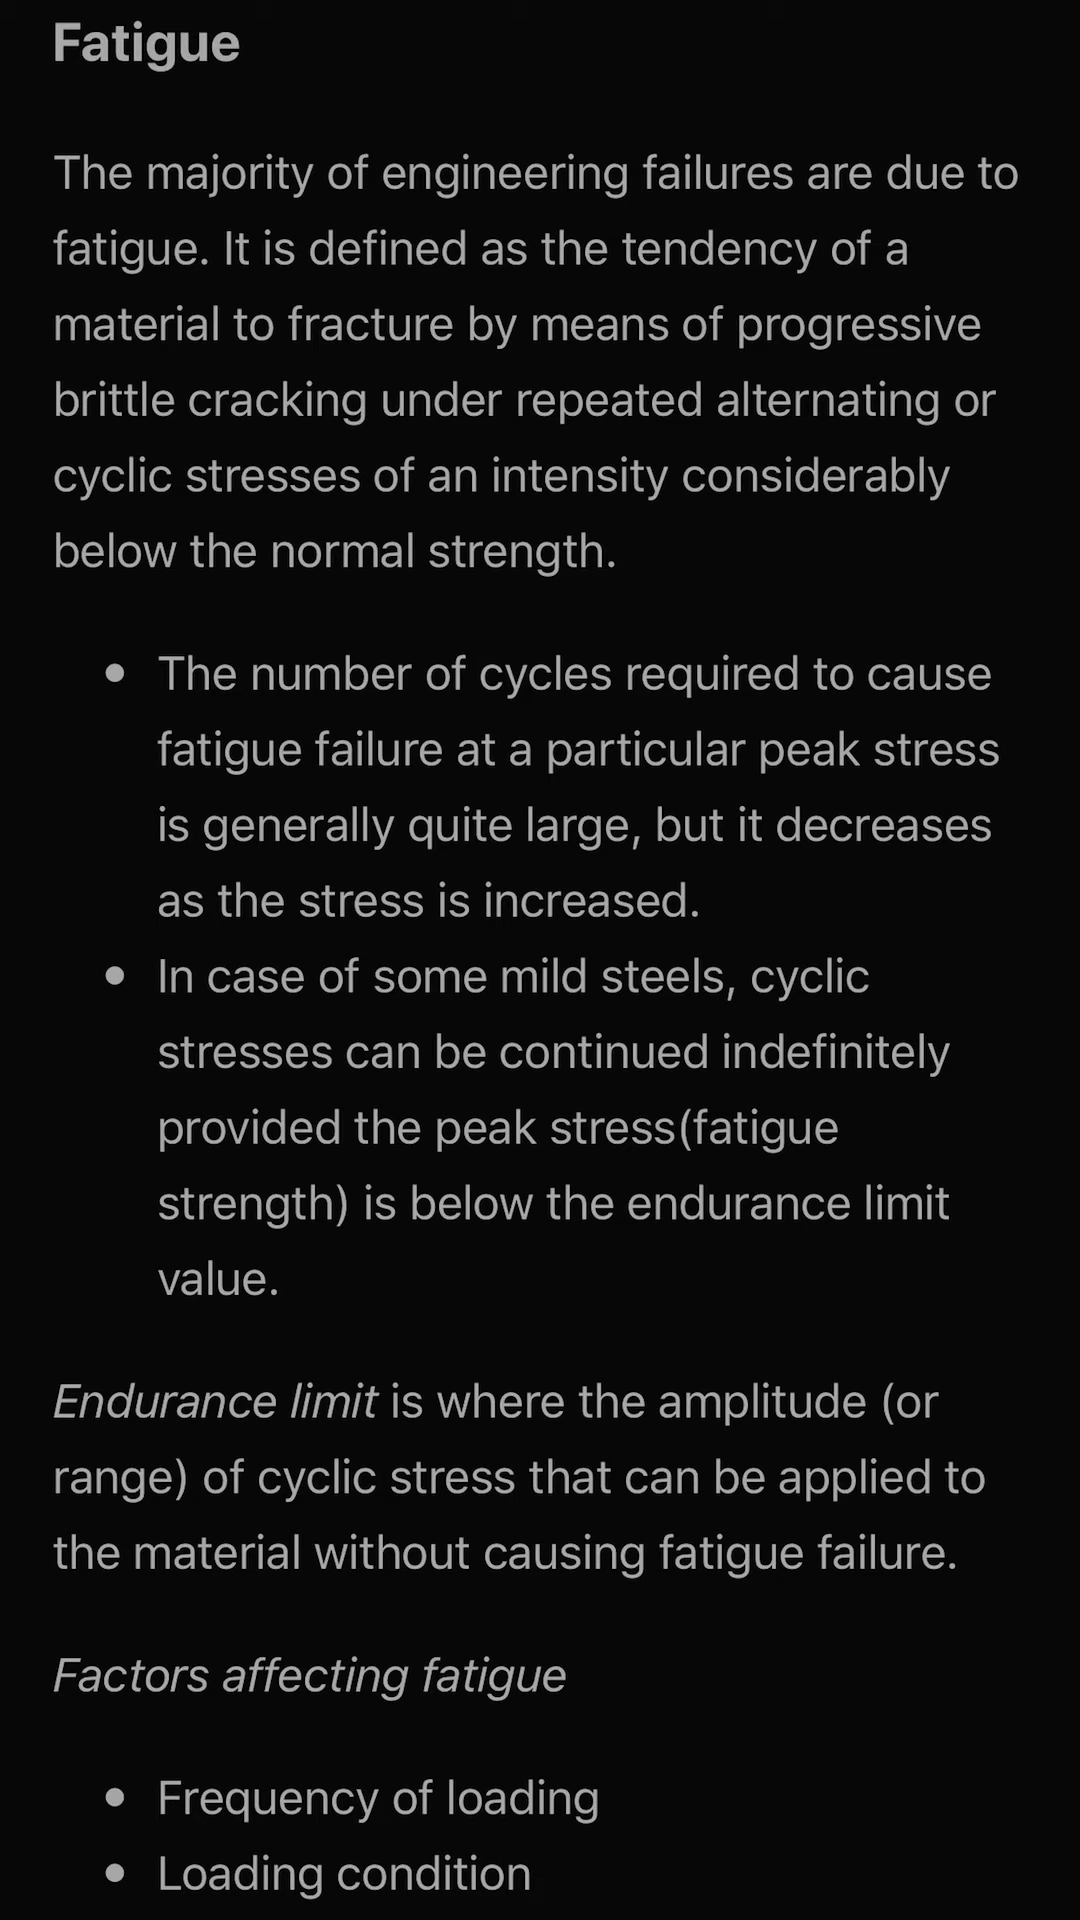 Fatigue
The majority of engineering failures are due to
fatigue. It is defined as the tendency of a
material to fracture by means of progressive
brittle cracking under repeated alternating or
cyclic stresses of an intensity considerably
below the normal strength.
• The number of cycles required to cause
fatigue failure at a particular peak stress
is generally quite large, but it decreases
as the stress is increased.
• In case of some mild steels, cyclic
stresses can be continued indefinitely
provided the peak stress(fatigue
strength) is below the endurance limit
value.
Endurance limit is where the amplitude (or
range) of cyclic stress that can be applied to
the material without causing fatigue failure.
Factors affecting fatigue
• Frequency of loading
• Loading condition